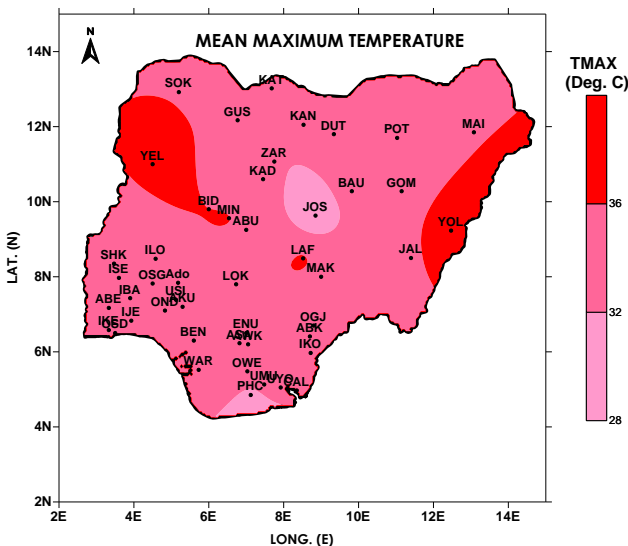 MEAN MAXIMUM TEMPERATURE
N
TMAX
(Deg. C)
14N
12N
10N
8N
6N
4N
2N
LAT. (N)
SOK
KAT
GUS
KAN
DUT
POT
MAI
YEL
ZAR
KAD
BAU
GOM
BID
MIN
ABU
JOS
YOL
SHK
ILO
LAF
JAL
ISE
OSG
Ado
LOK
MAK
IBA
USI
ABE
OND
AKU
IJE
IKE
OGJ
ENU
ABK
BEN
AWK
IKO
WAR
OWE
UMU
UYO
CAL
PHC
36
32
28
2E
4E
6E
8E
10E
12E
14E
LONG. (E)